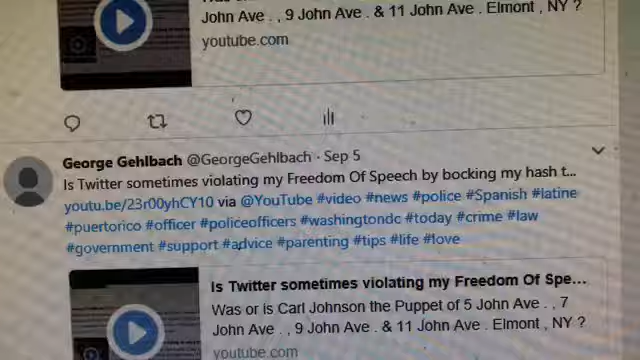 John Ave . , 9 John Ave . & 11 John Ave . Elmont , NY ?
youtube.com
George Gehlbach @GeorgeGehlbach · Sep 5
Is Twitter sometimes violating my Freedom Of Speech by bocking my hash t...
youtu.be/23r00yhCY10 via @YouTube #video #news #police #Spanish #latine
#puertorico #officer #policeofficers #washingtondc #today #crime #law
#government #support #advice #parenting #tips #life #love
Is Twitter sometimes violating my Freedom Of Spe...
Was or is Carl Johnson the Puppet of 5 John Ave . , 7
John Ave . , 9 John Ave . & 11 John Ave . Elmont , NY ?
youtube.com